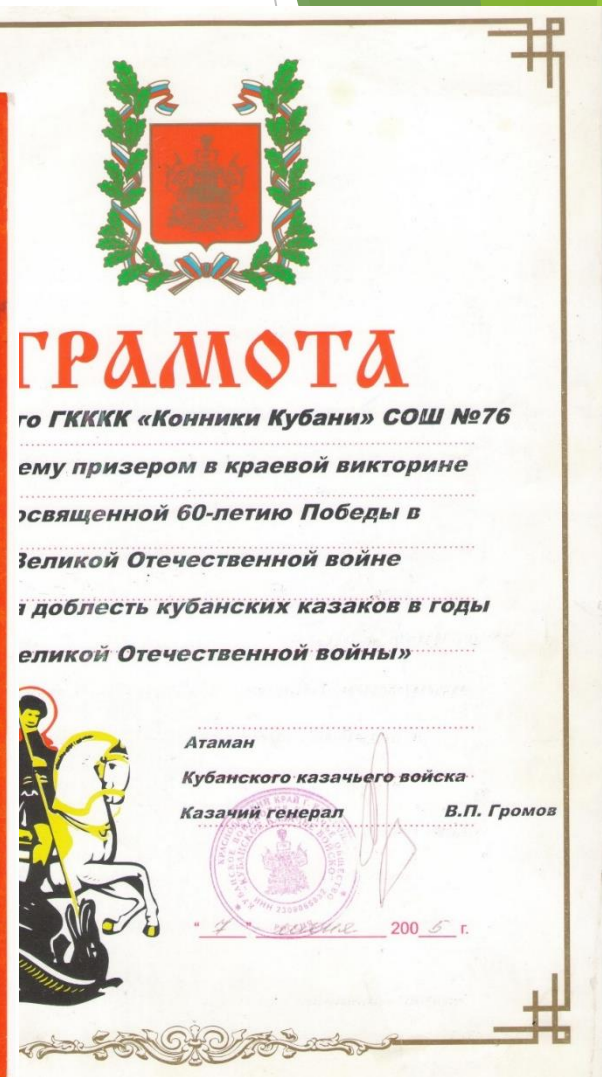 ГРАМОТА
го ГКККК «Конники Кубани» СОШ №76
ему призером в краевой викторине
освященной 60-летию Победы в
Великой Отечественной войне
я доблесть кубанских казаков в годы
еликой Отечественной войны»
Атаман
Кубанского казачьего войска
Казачий генерал В.П. Громов
" 7 " 200 5 г.